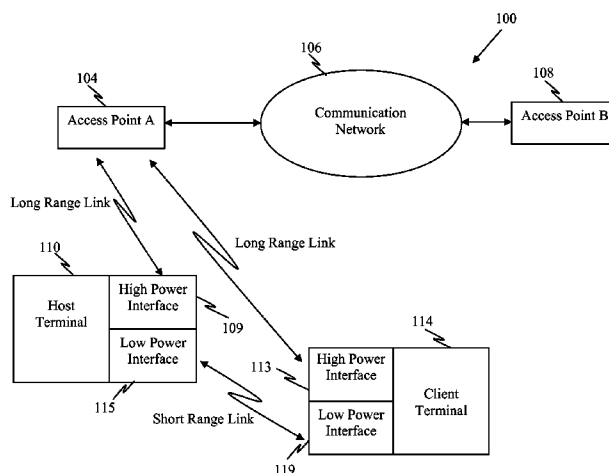 100
106
104
108
Access Point A
Communication
Network
Access Point B
Long Range Link
Long Range Link
110
Host
Terminal
High Power
Interface
109
Low Power
Interface
115
114
113
High Power
Interface
Client
Terminal
Low Power
Interface
Short Range Link
119